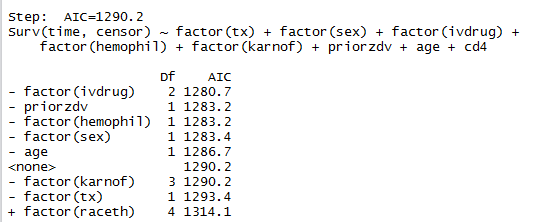 Step:  AIC=1290.2
Surv(time, censor) ~ factor(tx) + factor(sex) + factor(ivdrug) +
    factor(hemophil) + factor(karnof) + priorzdv + age + cd4

                   Df    AIC
- factor(ivdrug)    2 1280.7
- priorzdv          1 1283.2
- factor(hemophil)  1 1283.2
- factor(sex)       1 1283.4
- age               1 1286.7
<none>                1290.2
- factor(karnof)    3 1290.2
- factor(tx)        1 1293.4
+ factor(raceth)    4 1314.1